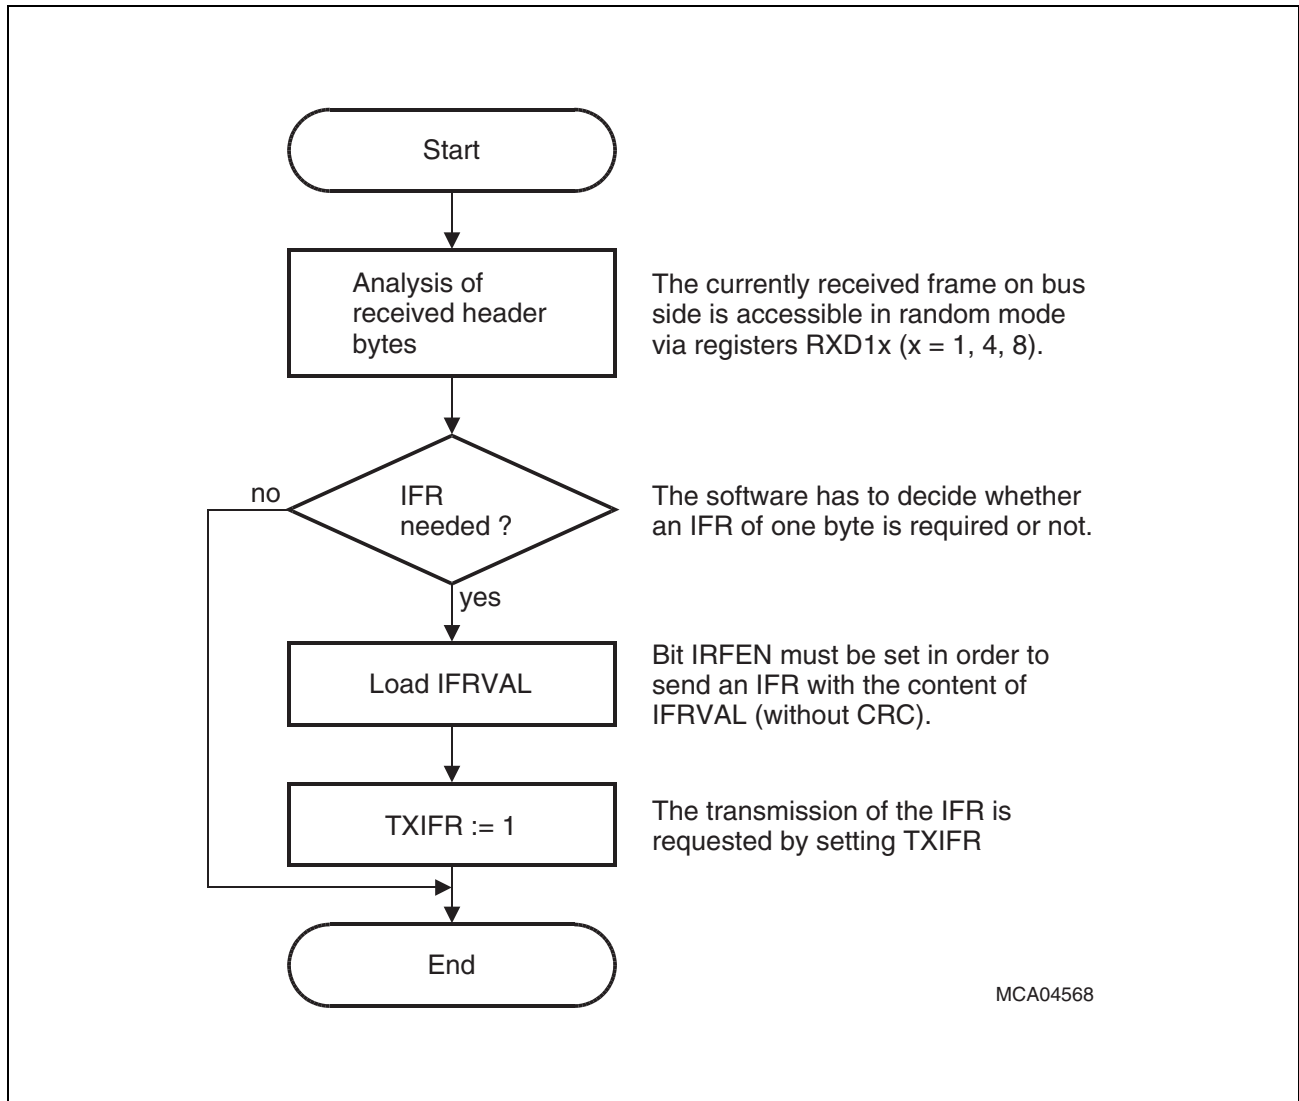 Start
Analysis of
received header
bytes
The currently received frame on bus
side is accessible in random mode
via registers RXD1x (x = 1, 4, 8).
no
IFR
needed ?
The software has to decide whether
an IFR of one byte is required or not.
yes
Load IFRVAL
Bit IRFEN must be set in order to
send an IFR with the content of
IFRVAL (without CRC).
TXIFR := 1
The transmission of the IFR is
requested by setting TXIFR
End
MCA04568